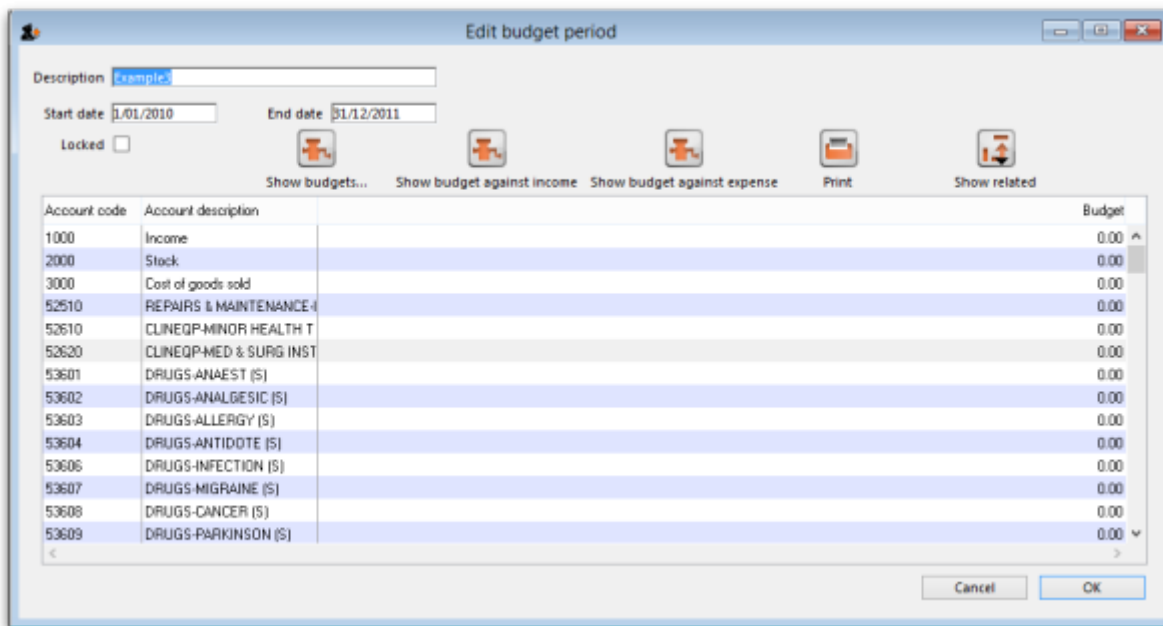 Edit budget period
Description Example3
Start date 1/01/2010 End date 31/12/2011
Locked
Show budgets... Show budget against income Show budget against expense Print Show related
Account code Account description Budget
1000 Income 0.00
2000 Stock 0.00
3000 Cost of goods sold 0.00
52510 REPAIRS & MAINTENANCE-I 0.00
52610 CLINEQP-MINOR HEALTH T 0.00
52620 CLINEQP-MED & SURG INST 0.00
53601 DRUGS-ANAEST (S) 0.00
53602 DRUGS-ANALGESIC (S) 0.00
53603 DRUGS-ALLERGY (S) 0.00
53604 DRUGS-ANTIDOTE (S) 0.00
53606 DRUGS-INFECTION (S) 0.00
53607 DRUGS-MIGRAINE (S) 0.00
53608 DRUGS-CANCER (S) 0.00
53609 DRUGS-PARKINSON (S) 0.00
Cancel OK